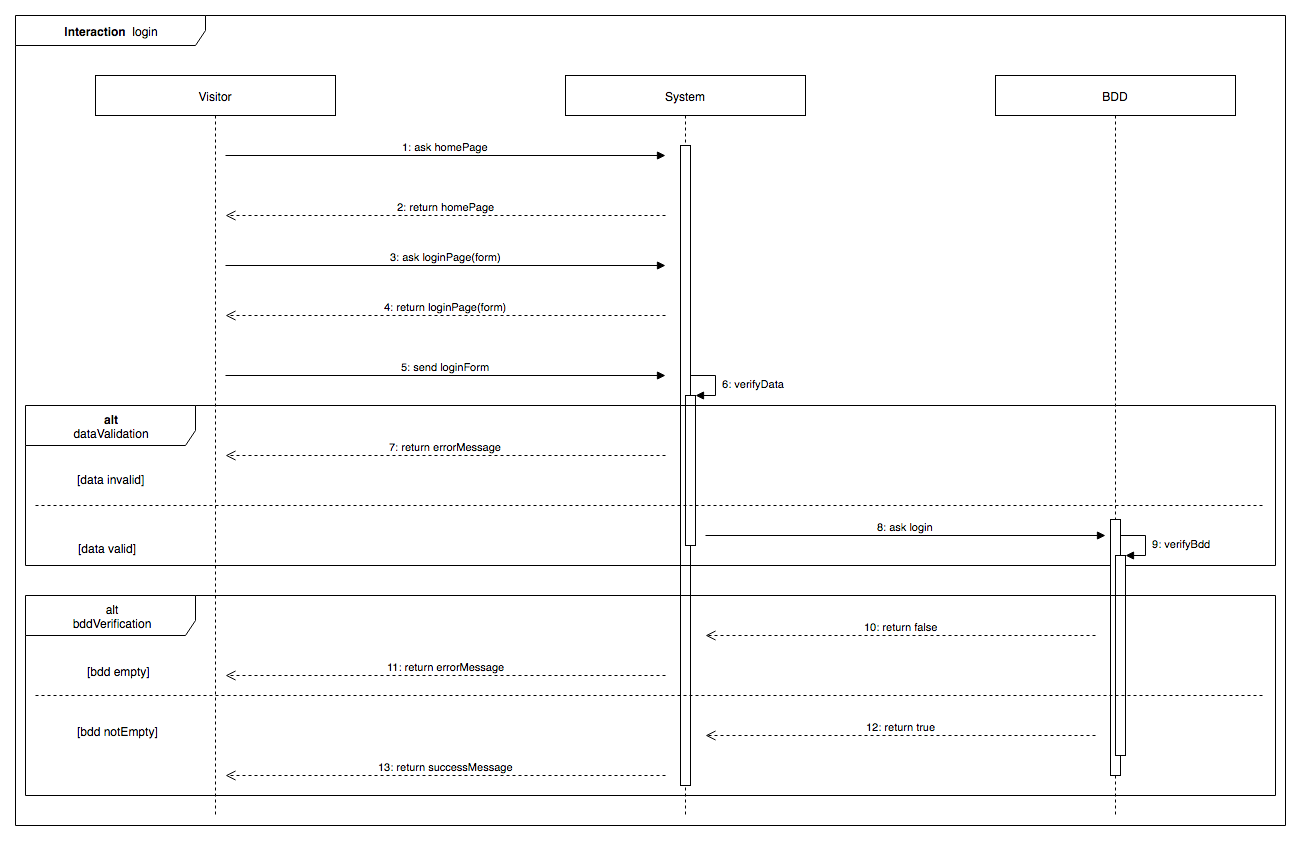 Interaction login
Visitor
System
BDD
1: ask homePage
2: return homePage
3: ask loginPage(form)
4: return loginPage(form)
5: send loginForm
6: verifyData
alt
dataValidation
7: return errorMessage
[data invalid]
8: ask login
[data valid]
9: verifyBdd
alt
bddVerification
10: return false
11: return errorMessage
[bdd empty]
12: return true
[bdd notEmpty]
13: return successMessage